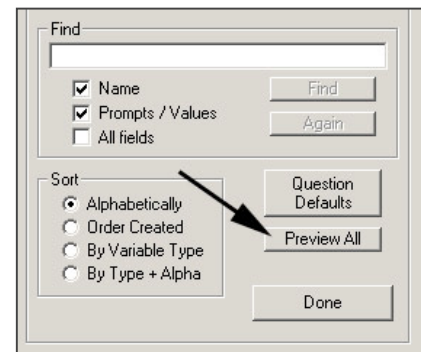 Find
Name
Find
Prompts / Values
Again
All fields
Sort
Alphabetically
Order Created
By Variable Type
By Type + Alpha
Question
Defaults
Preview All
Done